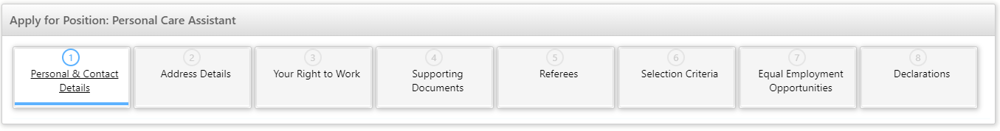 Apply for Position: Personal Care Assistant
1
Personal & Contact
Details
2
Address Details
3
Your Right to Work
4
Supporting
Documents
5
Referees
6
Selection Criteria
7
Equal Employment
Opportunities
8
Declarations